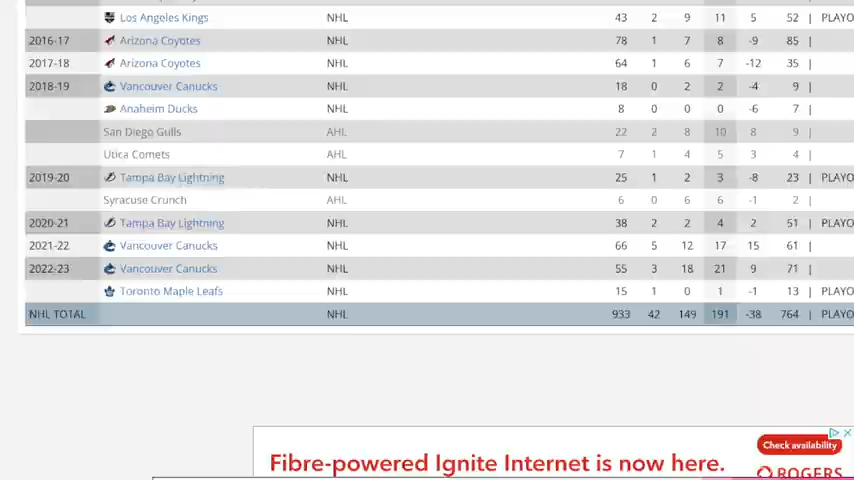 Los Angeles Kings NHL 43 2 9 11 5 52 | PLAYO
2016-17 Arizona Coyotes NHL 78 1 7 8 -9 85 |
2017-18 Arizona Coyotes NHL 64 1 6 7 -12 35 |
2018-19 Vancouver Canucks NHL 18 0 2 2 -4 9 |
Anaheim Ducks NHL 8 0 0 0 -6 7 |
San Diego Gulls AHL 22 2 8 10 8 9 |
Utica Comets AHL 7 1 4 5 3 4 |
2019-20 Tampa Bay Lightning NHL 25 1 2 3 -8 23 | PLAYO
Syracuse Crunch AHL 6 0 6 6 -1 2 |
2020-21 Tampa Bay Lightning NHL 38 2 2 4 2 51 | PLAYO
2021-22 Vancouver Canucks NHL 66 5 12 17 15 61 |
2022-23 Vancouver Canucks NHL 55 3 18 21 9 71 |
Toronto Maple Leafs NHL 15 1 0 1 -1 13 | PLAYO
NHL TOTAL NHL 933 42 149 191 -38 764 | PLAYO
Check availability
Fibre-powered Ignite Internet is now here.
ROGERS